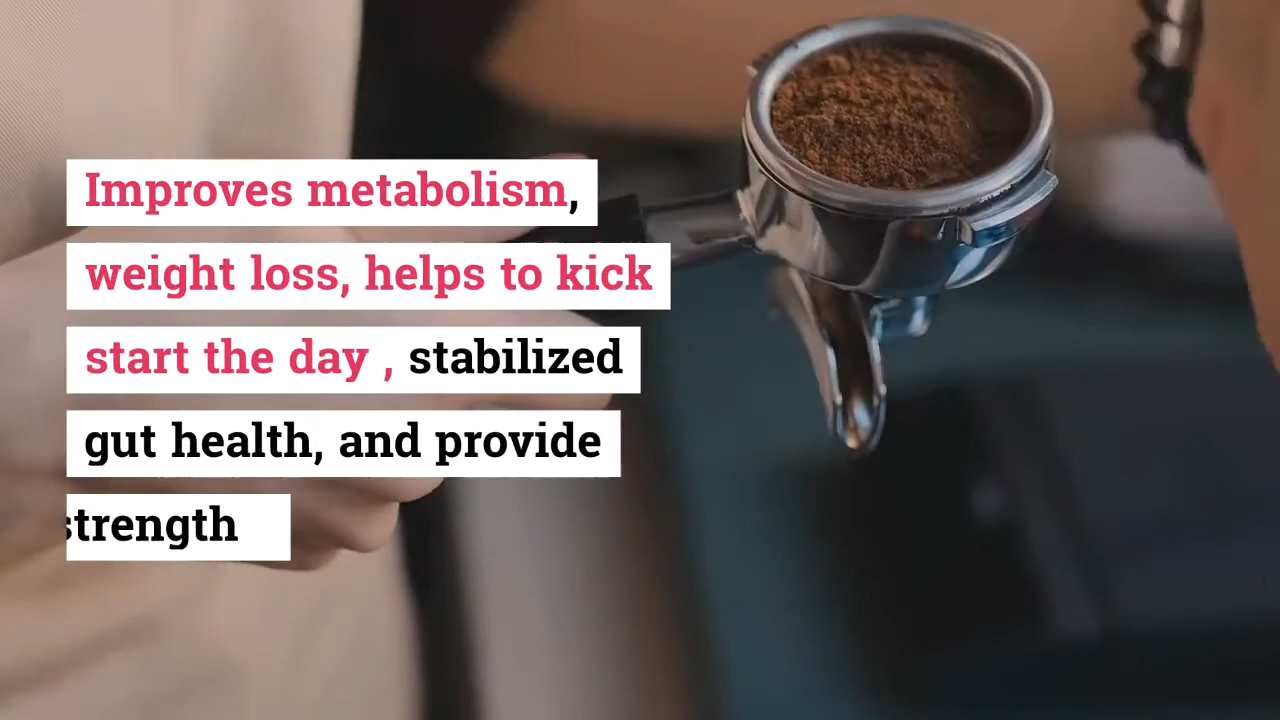 Improves metabolism,
weight loss, helps to kick
start the day , stabilized
gut health, and provide
strength